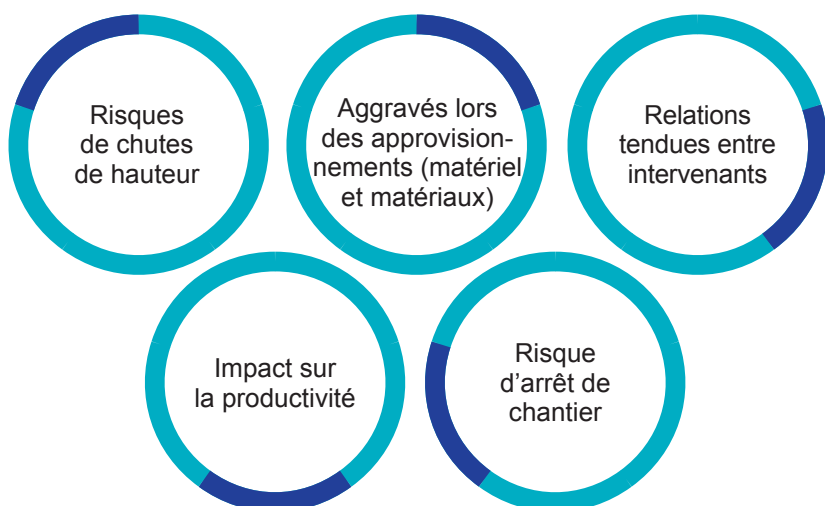 Risques
de chutes
de hauteur
Aggravés lors
des approvision-
nements (matériel
et matériaux)
Relations
tendues entre
intervenants
Impact sur
la productivité
Risque
d’arrêt de
chantier